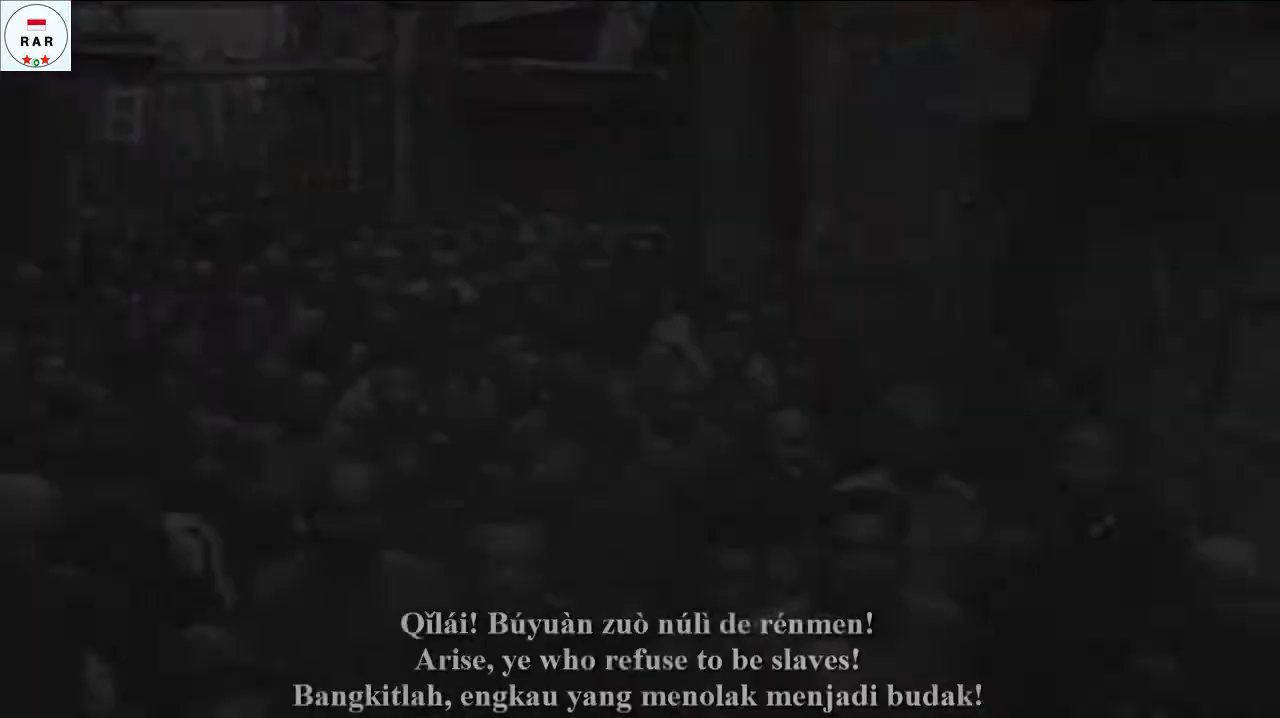 RAR
Qǐlái! Búyuàn zuò núlì de rénmen!
Arise, ye who refuse to be slaves!
Bangkitlah, engkau yang menolak menjadi budak!